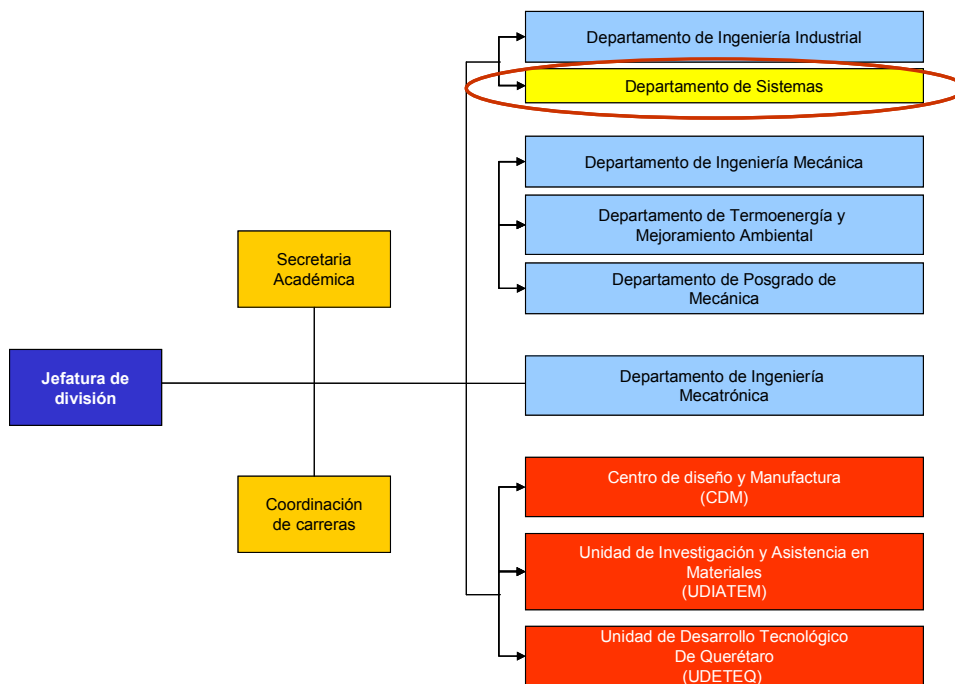 Departamento de Ingeniería Industrial
Departamento de Sistemas
Departamento de Ingeniería Mecánica
Departamento de Termoenergía y
Mejoramiento Ambiental
Departamento de Posgrado de
Mecánica
Secretaria
Académica
Jefatura de
división
Departamento de Ingeniería
Mecatrónica
Coordinación
de carreras
Centro de diseño y Manufactura
(CDM)
Unidad de Investigación y Asistencia en
Materiales
(UDIATEM)
Unidad de Desarrollo Tecnológico
De Querétaro
(UDETEQ)